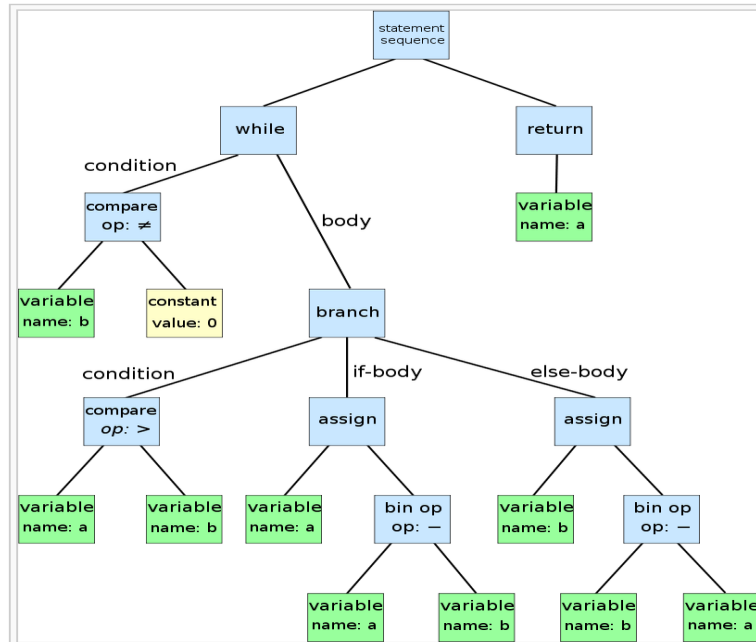 statement
sequence
while
return
condition
compare
op: ≠
body
variable
name: a
variable
name: b
constant
value: 0
branch
condition
if-body
else-body
compare
op: >
assign
assign
variable
name: a
variable
name: b
variable
name: a
bin op
op: −
variable
name: b
bin op
op: −
variable
name: a
variable
name: b
variable
name: b
variable
name: a